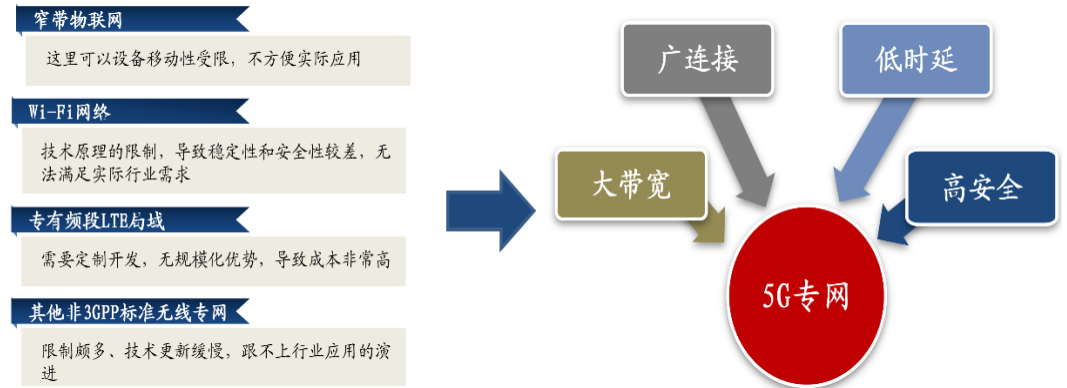 窄带物联网
这里可以设备移动性受限，不方便实际应用
Wi-Fi网络
技术原理的限制，导致稳定性和安全性较差，无
法满足实际行业需求
专有频段LTE局域
需要定制开发，无规模化优势，导致成本非常高
其他非3GPP标准无线专网
限制颇多、技术更新缓慢，跟不上行业应用的演
进
广连接
低时延
大带宽
高安全
5G专网